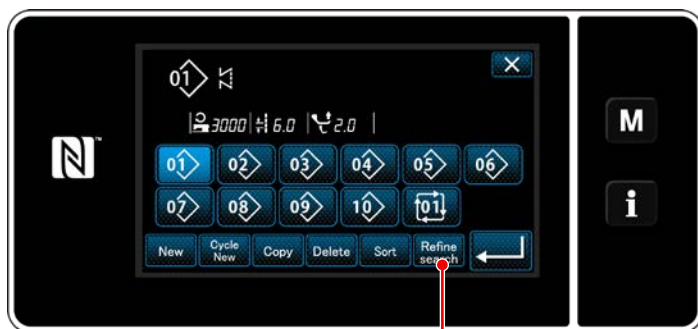 01
3000 6.0 2.0
M
01 02 03 04 05 06
07 08 09 10 01
New Cycle New Copy Delete Sort Refine search
i
N